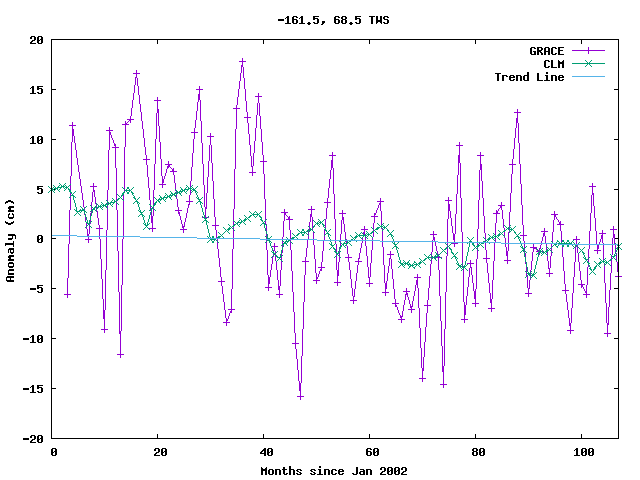 -161.5, 68.5 TWS
GRACE
CLM
Trend Line
20
15
10
5
0
-5
-10
-15
-20
Anomaly (cm)
0 20 40 60 80 100
Months since Jan 2002